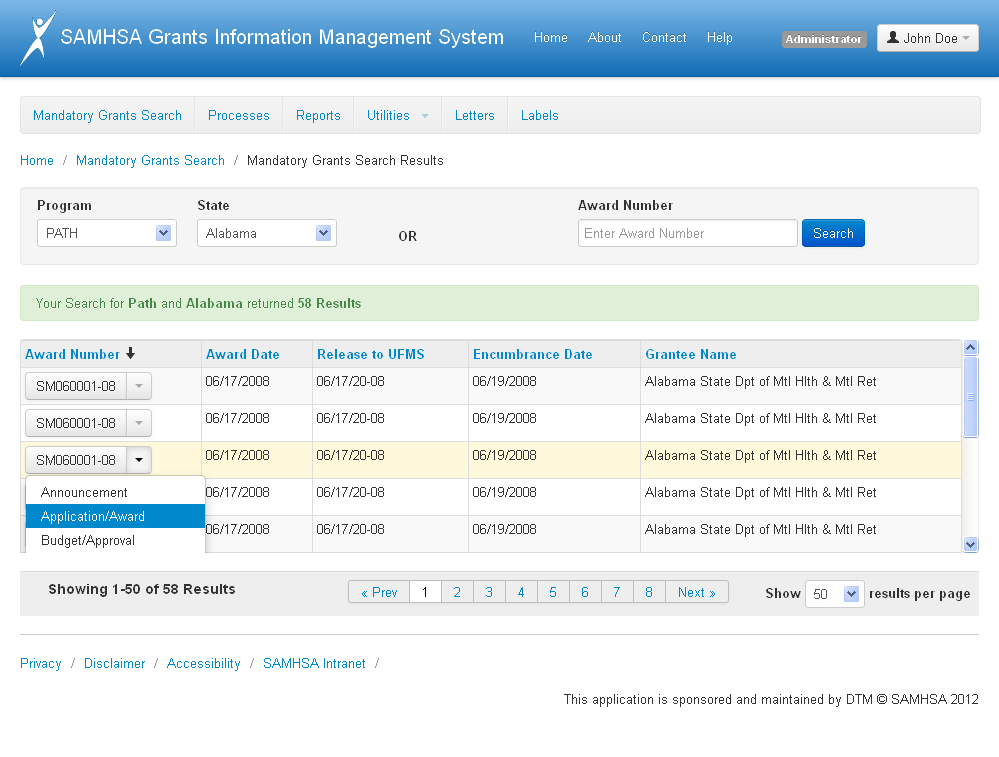 SAMHSA Grants Information Management System Home About Contact Help Administrator John Doe
Mandatory Grants Search Processes Reports Utilities Letters Labels
Home / Mandatory Grants Search / Mandatory Grants Search Results
Program State Award Number
PATH Alabama OR Enter Award Number Search
Your Search for Path and Alabama returned 58 Results
Award Number Award Date Release to UFMS Encumbrance Date Grantee Name
SM060001-08 06/17/2008 06/17/20-08 06/19/2008 Alabama State Dpt of Mtl Hlth & Mtl Ret
SM060001-08 06/17/2008 06/17/20-08 06/19/2008 Alabama State Dpt of Mtl Hlth & Mtl Ret
SM060001-08 06/17/2008 06/17/20-08 06/19/2008 Alabama State Dpt of Mtl Hlth & Mtl Ret
Announcement 06/17/2008 06/17/20-08 06/19/2008 Alabama State Dpt of Mtl Hlth & Mtl Ret
Application/Award
06/17/2008 06/17/20-08 06/19/2008 Alabama State Dpt of Mtl Hlth & Mtl Ret
Budget/Approval
Showing 1-50 of 58 Results « Prev 1 2 3 4 5 6 7 8 Next » Show 50 results per page
Privacy / Disclaimer / Accessibility / SAMHSA Intranet /
This application is sponsored and maintained by DTM © SAMHSA 2012